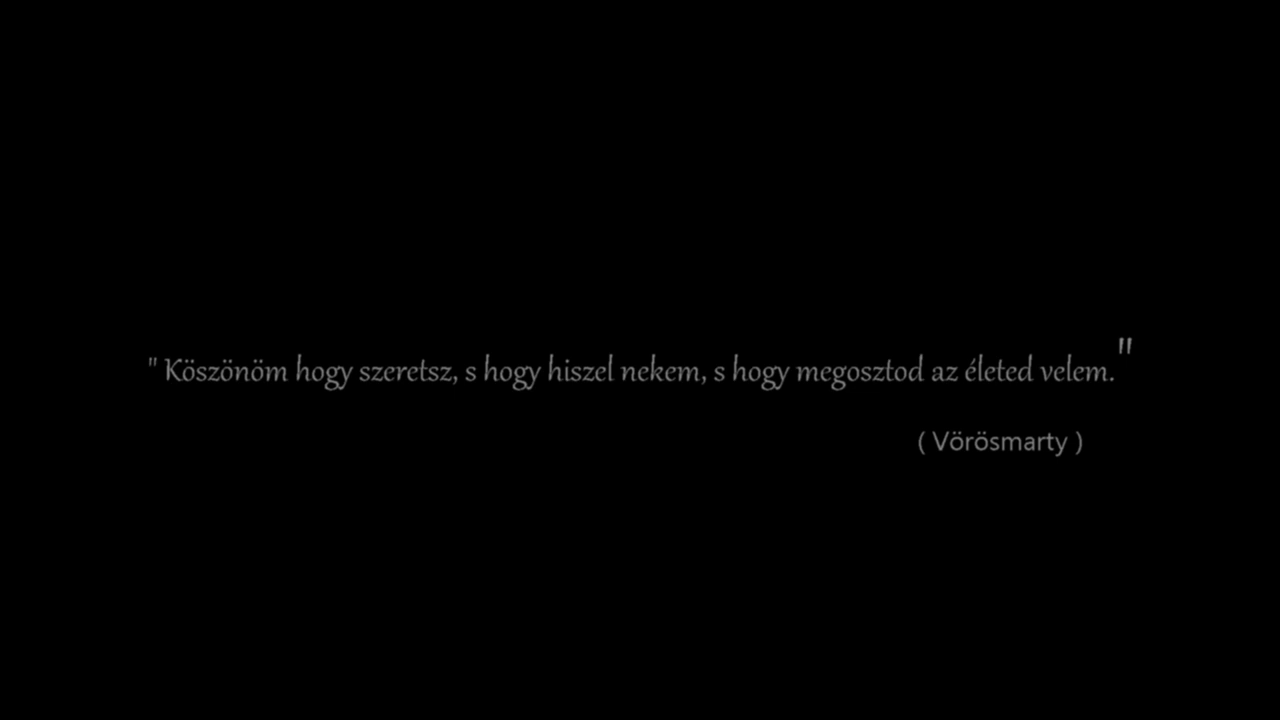 " Köszönöm hogy szeretsz, s hogy hiszel nekem, s hogy megosztod az életed velem."
( Vörösmarty )